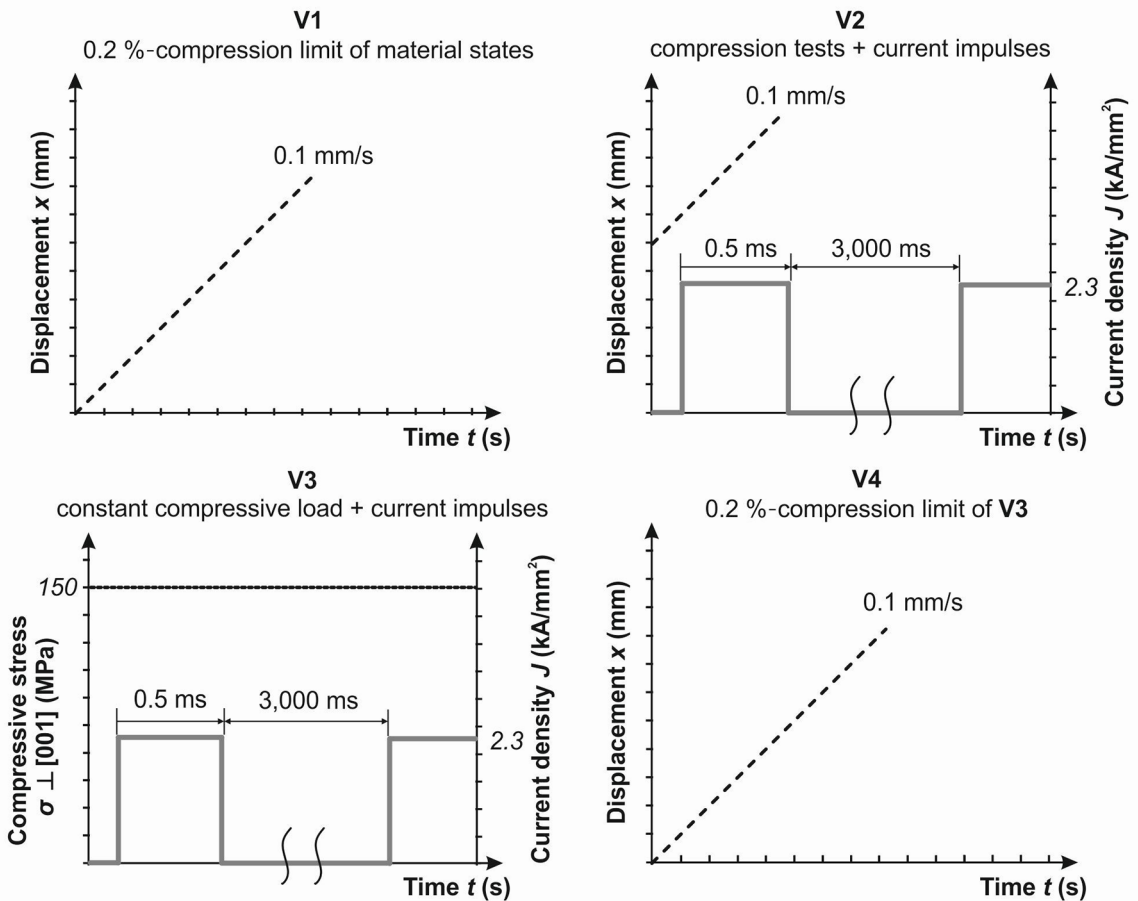 V1
0.2 %-compression limit of material states
0.1 mm/s
Displacement x (mm)
Time t (s)
V2
compression tests + current impulses
0.1 mm/s
0.5 ms
3,000 ms
2.3
Displacement x (mm)
Current density J (kA/mm²)
Time t (s)
V3
constant compressive load + current impulses
150
0.5 ms
3,000 ms
2.3
Compressive stress
σ ⊥ [001] (MPa)
Current density J (kA/mm²)
Time t (s)
V4
0.2 %-compression limit of V3
0.1 mm/s
Displacement x (mm)
Time t (s)